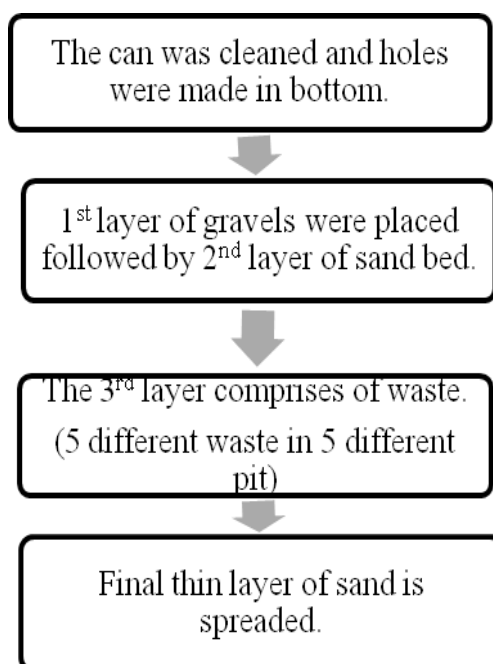 The can was cleaned and holes
were made in bottom.
1st layer of gravels were placed
followed by 2nd layer of sand bed.
The 3rd layer comprises of waste.
(5 different waste in 5 different
pit)
Final thin layer of sand is
spreaded.